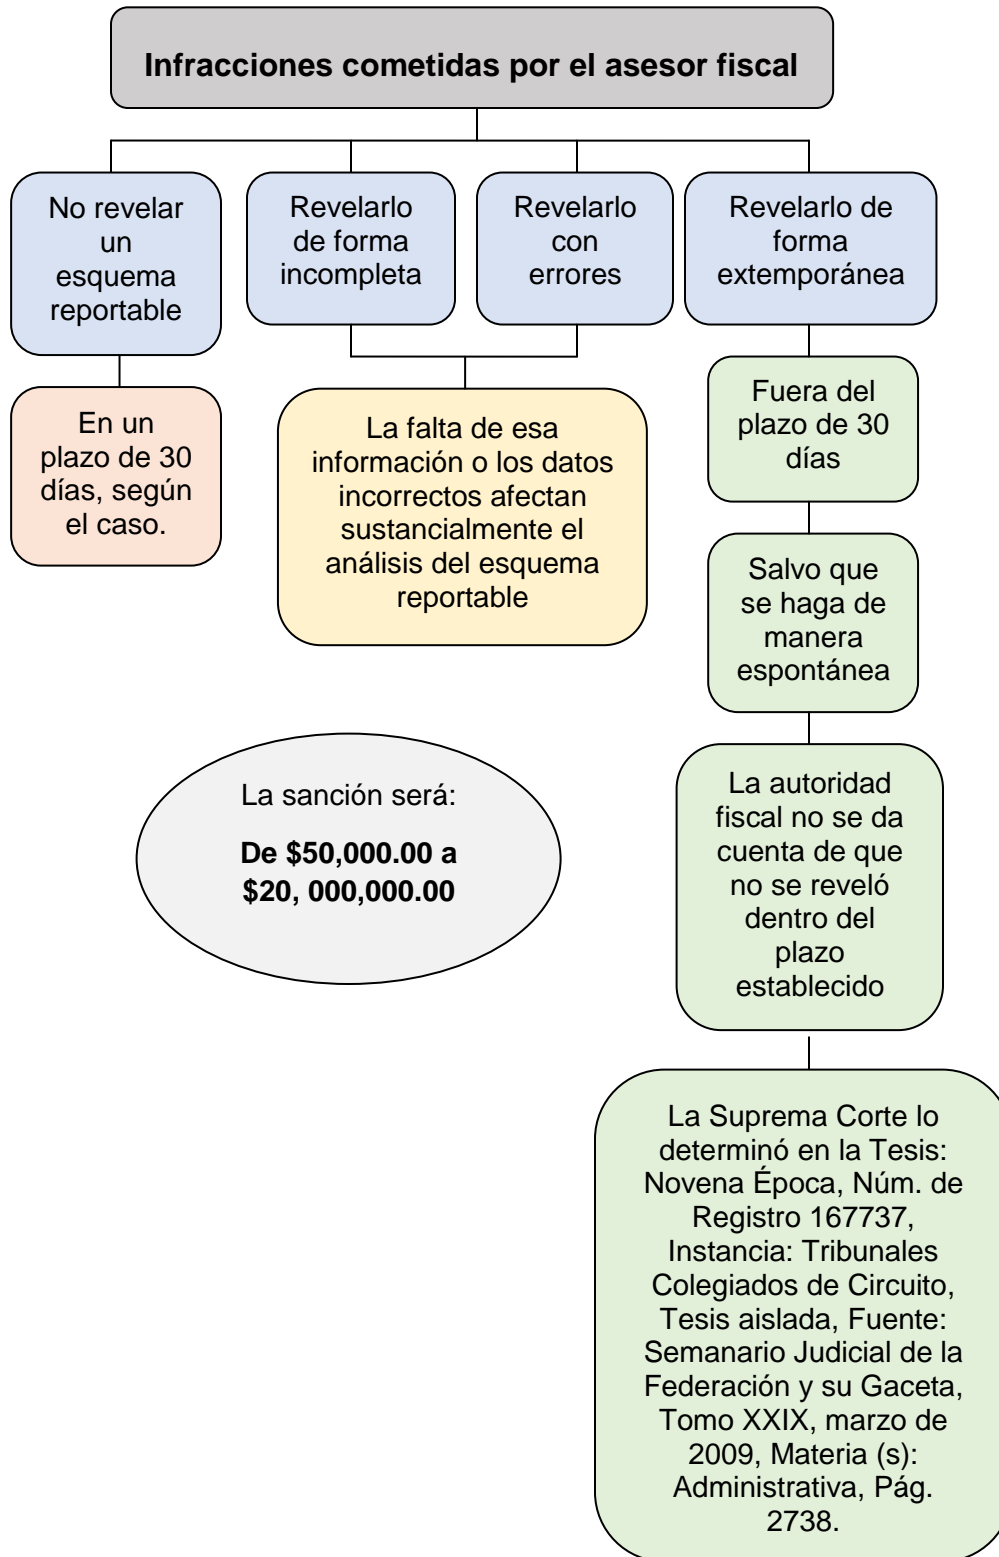 Infracciones cometidas por el asesor fiscal
No revelar
un
esquema
reportable
Revelarlo
de forma
incompleta
Revelarlo
con
errores
Revelarlo de
forma
extemporánea
En un
plazo de 30
días, según
el caso.
La falta de esa
información o los datos
incorrectos afectan
sustancialmente el
análisis del esquema
reportable
Fuera del
plazo de 30
días
Salvo que
se haga de
manera
espontánea
La sanción será:
De $50,000.00 a
$20, 000,000.00
La autoridad
fiscal no se da
cuenta de que
no se reveló
dentro del
plazo
establecido
La Suprema Corte lo
determinó en la Tesis:
Novena Época, Núm. de
Registro 167737,
Instancia: Tribunales
Colegiados de Circuito,
Tesis aislada, Fuente:
Semanario Judicial de la
Federación y su Gaceta,
Tomo XXIX, marzo de
2009, Materia (s):
Administrativa, Pág.
2738.